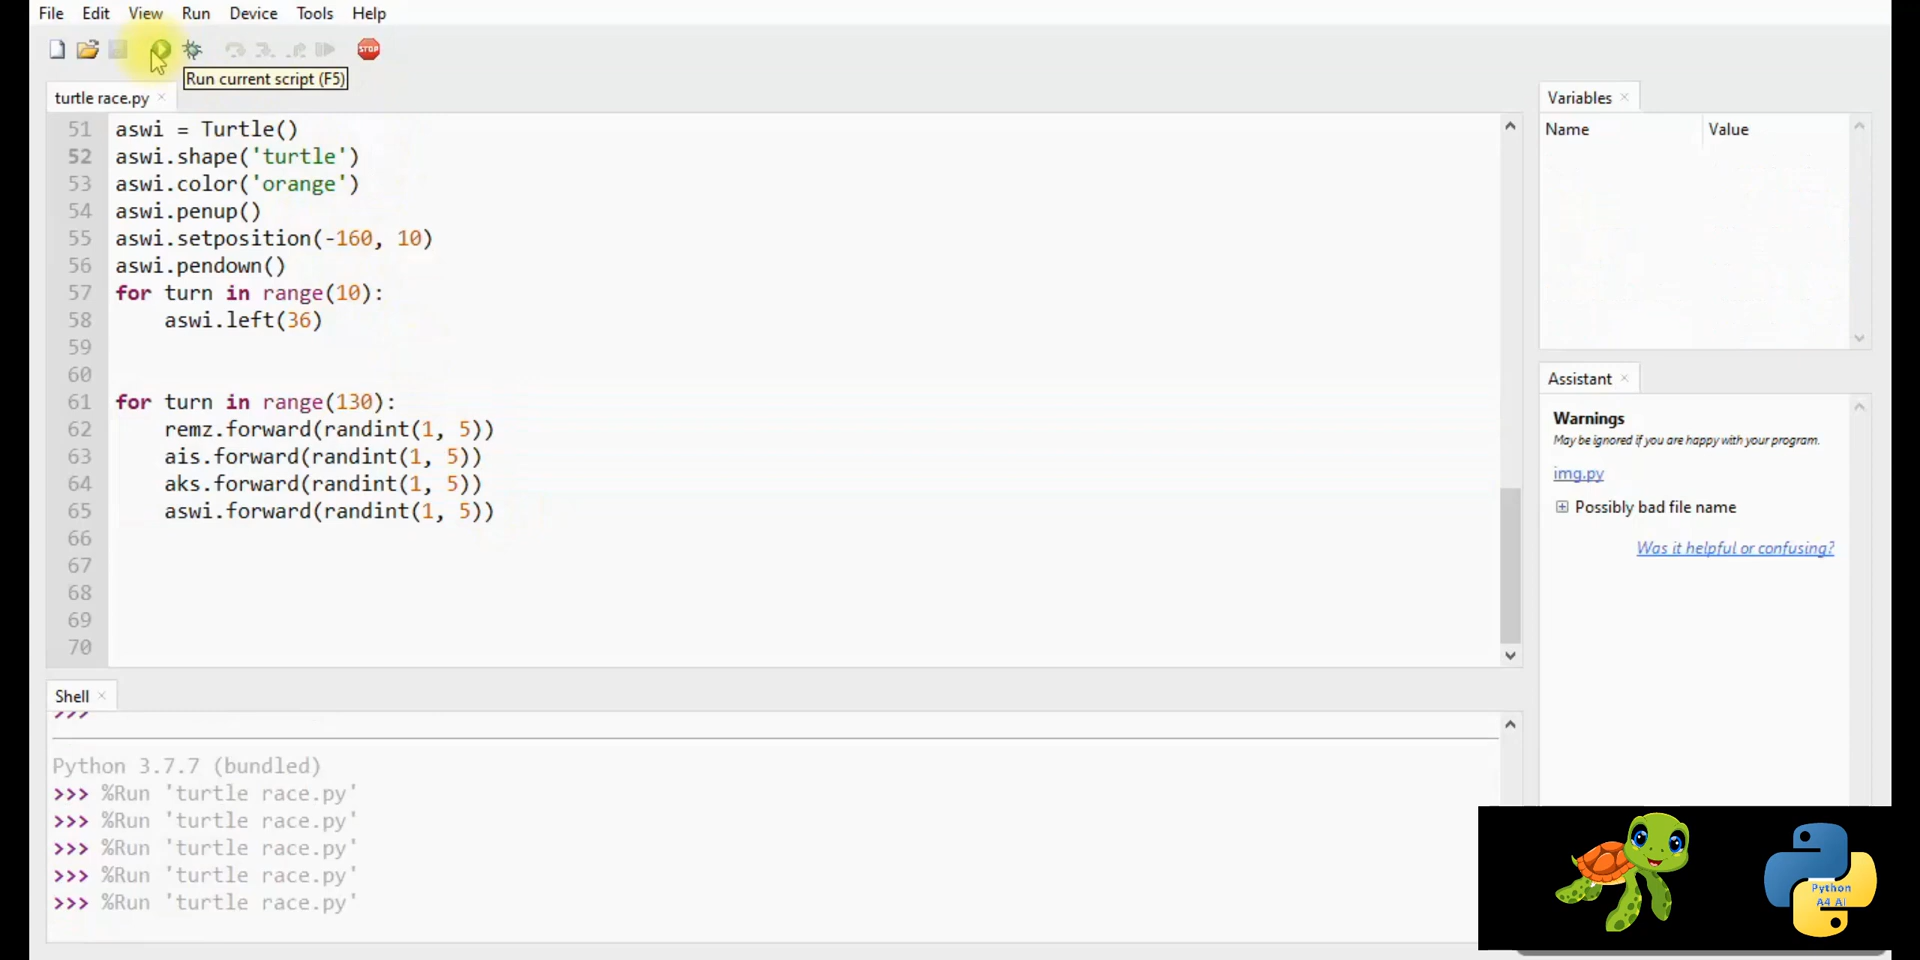 File Edit View Run Device Tools Help
STOP
Run current script (F5)
turtle race.py ×
51 aswi = Turtle()
52 aswi.shape('turtle')
53 aswi.color('orange')
54 aswi.penup()
55 aswi.setposition(-160, 10)
56 aswi.pendown()
57 for turn in range(10):
58     aswi.left(36)
59
60
61 for turn in range(130):
62     remz.forward(randint(1, 5))
63     ais.forward(randint(1, 5))
64     aks.forward(randint(1, 5))
65     aswi.forward(randint(1, 5))
66
67
68
69
70
Shell ×
>>>
Python 3.7.7 (bundled)
>>> %Run 'turtle race.py'
>>> %Run 'turtle race.py'
>>> %Run 'turtle race.py'
>>> %Run 'turtle race.py'
>>> %Run 'turtle race.py'
Variables ×
Name Value
Assistant ×
Warnings
May be ignored if you are happy with your program.
img.py
Possibly bad file name
Was it helpful or confusing?
Python
A4 AI